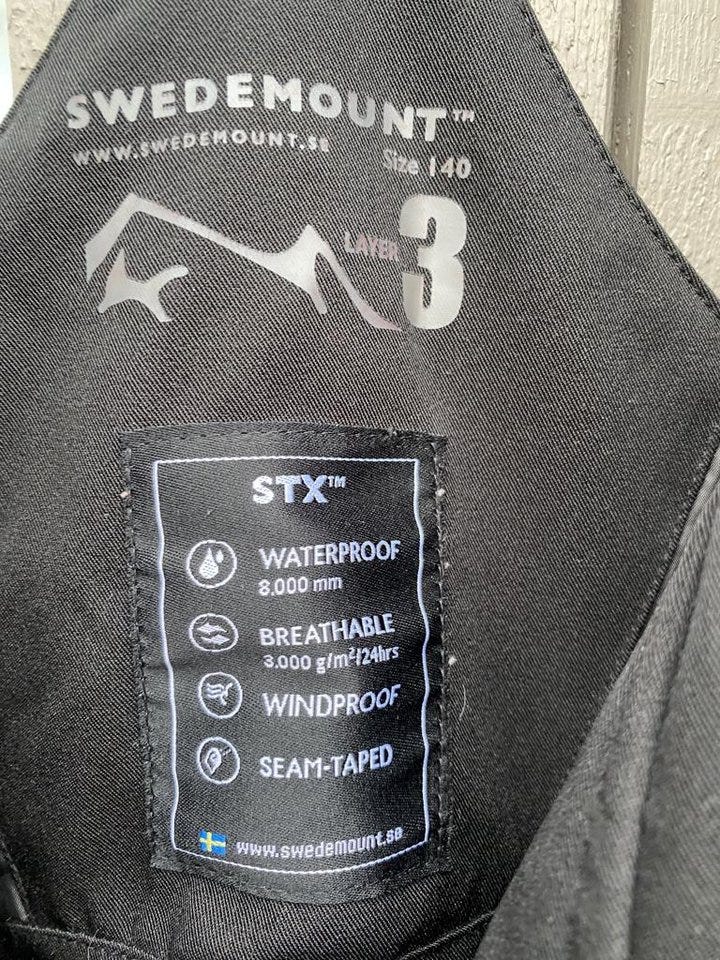 SWEDEMOUNT™
WWW.SWEDEMOUNT.SE
Size 140
LAYER 3
STX™
WATERPROOF
8.000 mm
BREATHABLE
3.000 g/m²/24hrs
WINDPROOF
SEAM-TAPED
www.swedemount.se